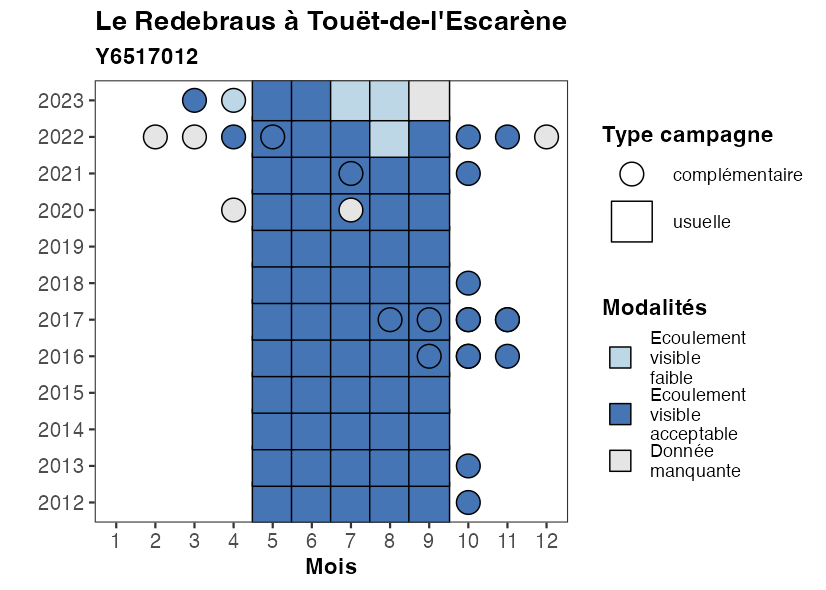 Le Redebraus à Touët-de-l'Escarène
Y6517012
2023
2022
2021
2020
2019
2018
2017
2016
2015
2014
2013
2012
1 2 3 4 5 6 7 8 9 10 11 12
Mois
Type campagne
complémentaire
usuelle
Modalités
Ecoulement
visible
faible
Ecoulement
visible
acceptable
Donnée
manquante